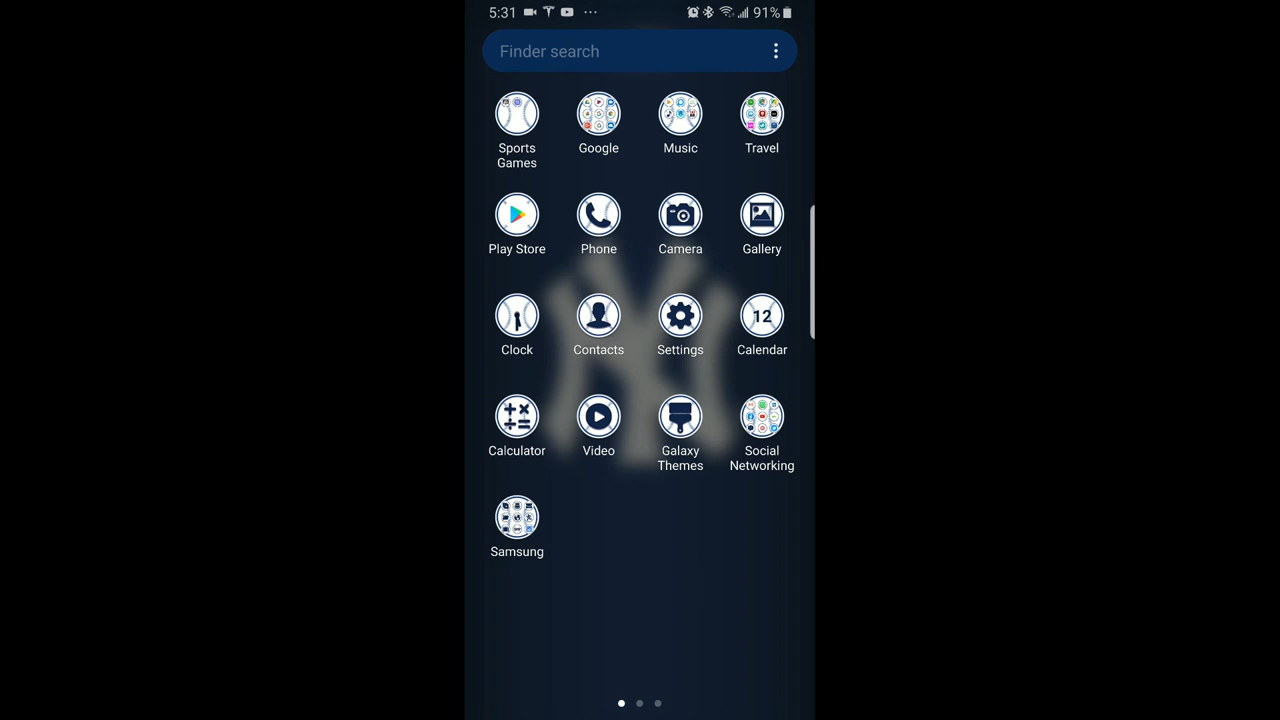 5:31 ... 91%
Finder search
Sports Games
Google
Music
Travel
Play Store
Phone
Camera
Gallery
Clock
Contacts
Settings
12
Calendar
Calculator
Video
Galaxy Themes
Social Networking
Samsung
NY